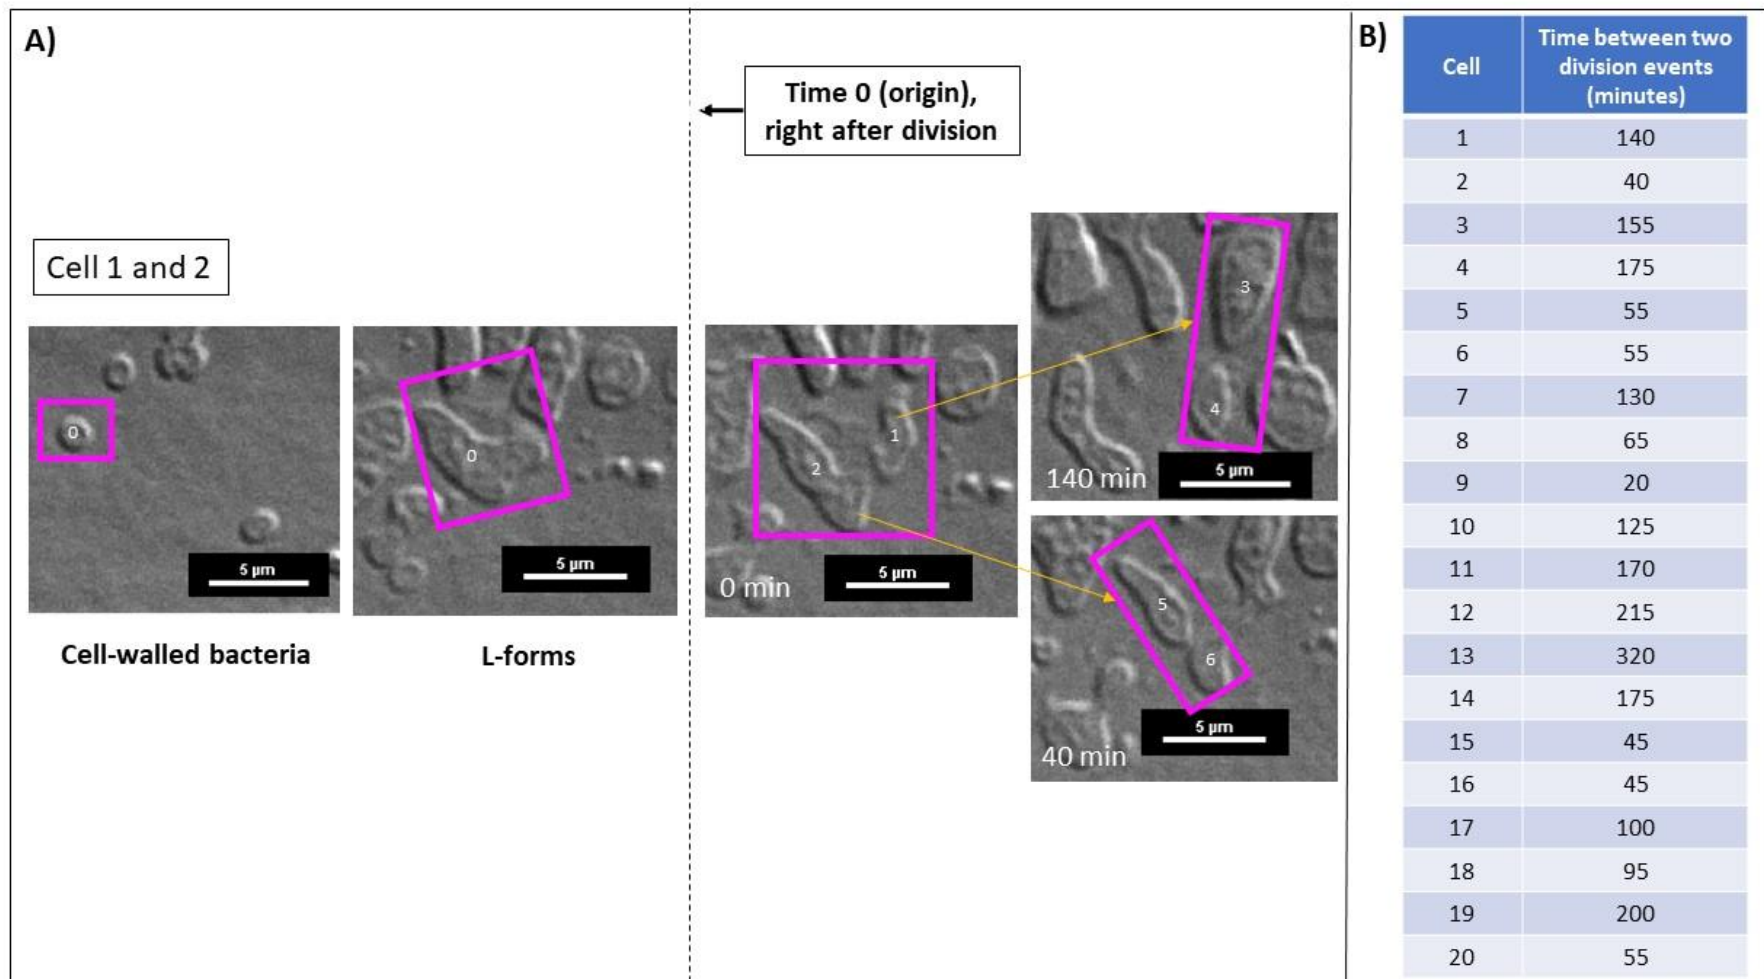 A)
Time 0 (origin),
right after division
Cell 1 and 2
0
5 µm
Cell-walled bacteria
0
5 µm
L-forms
1
2
0 min
5 µm
3
4
140 min
5 µm
5
6
5 µm
40 min
B)
Cell Time between two division events (minutes)
1 140
2 40
3 155
4 175
5 55
6 55
7 130
8 65
9 20
10 125
11 170
12 215
13 320
14 175
15 45
16 45
17 100
18 95
19 200
20 55